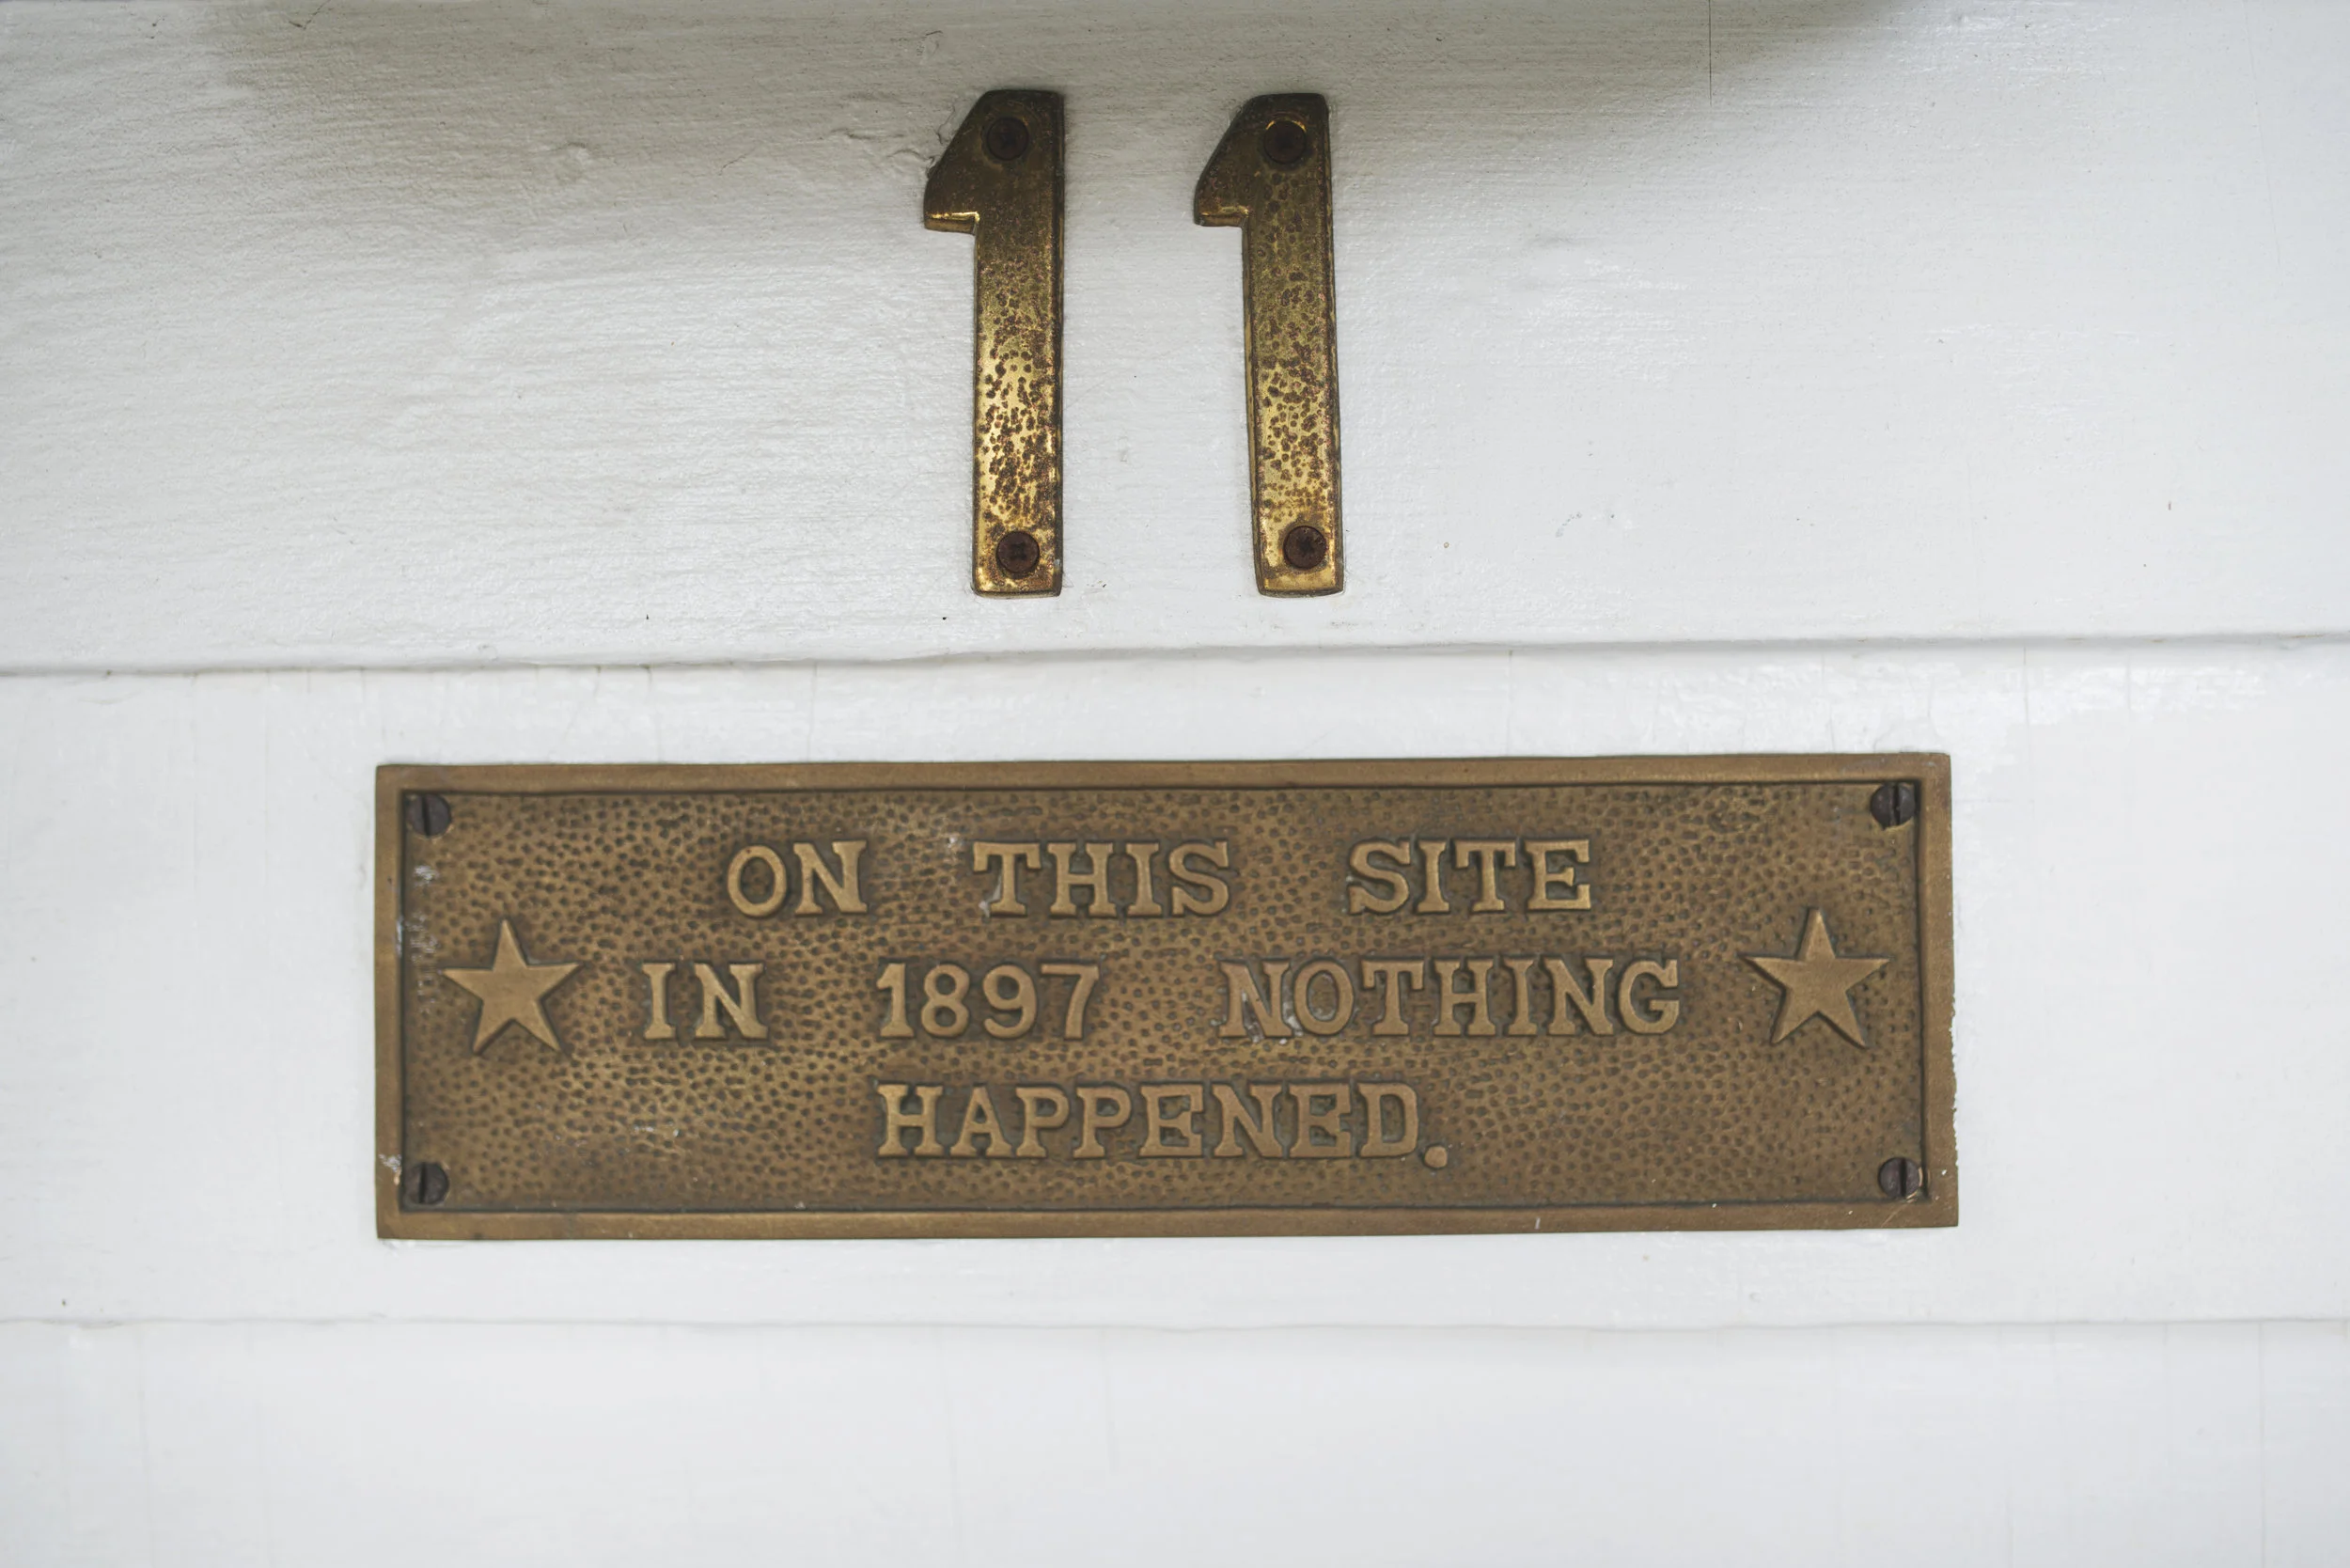 11
ON THIS SITE
IN 1897 NOTHING
HAPPENED.